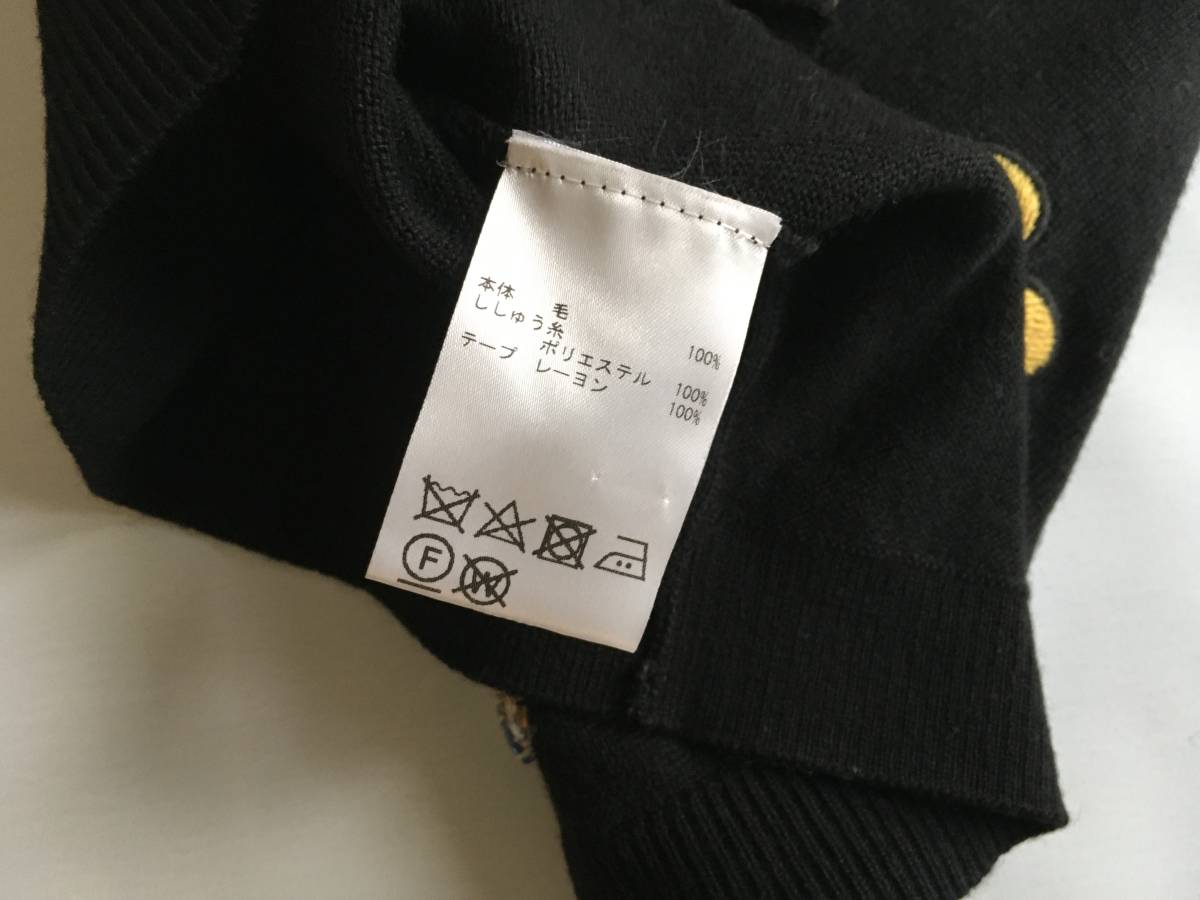 本体 毛 100%
ししゅう糸
ポリエステル 100%
テープ レーヨン 100%
F
W